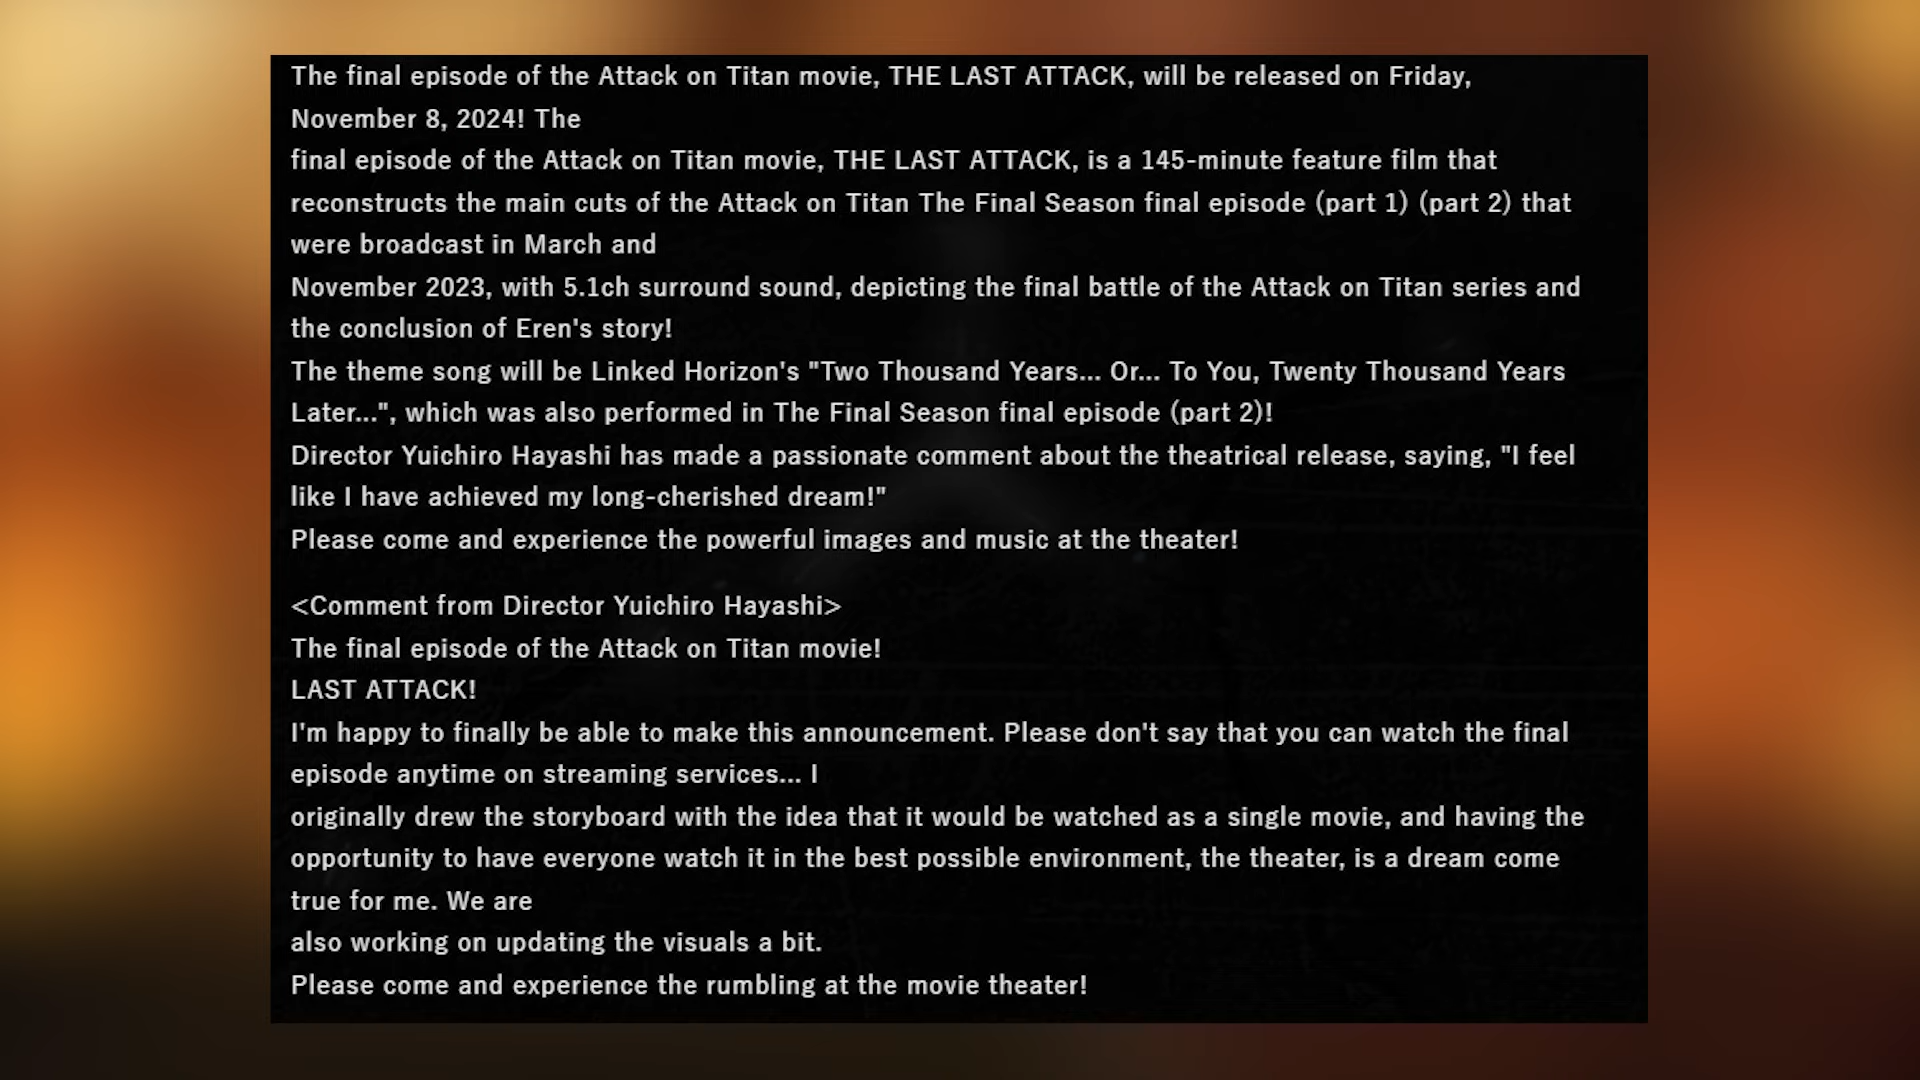 The final episode of the Attack on Titan movie, THE LAST ATTACK, will be released on Friday,
November 8, 2024! The
final episode of the Attack on Titan movie, THE LAST ATTACK, is a 145-minute feature film that
reconstructs the main cuts of the Attack on Titan The Final Season final episode (part 1) (part 2) that
were broadcast in March and
November 2023, with 5.1ch surround sound, depicting the final battle of the Attack on Titan series and
the conclusion of Eren's story!
The theme song will be Linked Horizon's "Two Thousand Years... Or... To You, Twenty Thousand Years
Later...", which was also performed in The Final Season final episode (part 2)!
Director Yuichiro Hayashi has made a passionate comment about the theatrical release, saying, "I feel
like I have achieved my long-cherished dream!"
Please come and experience the powerful images and music at the theater!
<Comment from Director Yuichiro Hayashi>
The final episode of the Attack on Titan movie!
LAST ATTACK!
I'm happy to finally be able to make this announcement. Please don't say that you can watch the final
episode anytime on streaming services... I
originally drew the storyboard with the idea that it would be watched as a single movie, and having the
opportunity to have everyone watch it in the best possible environment, the theater, is a dream come
true for me. We are
also working on updating the visuals a bit.
Please come and experience the rumbling at the movie theater!